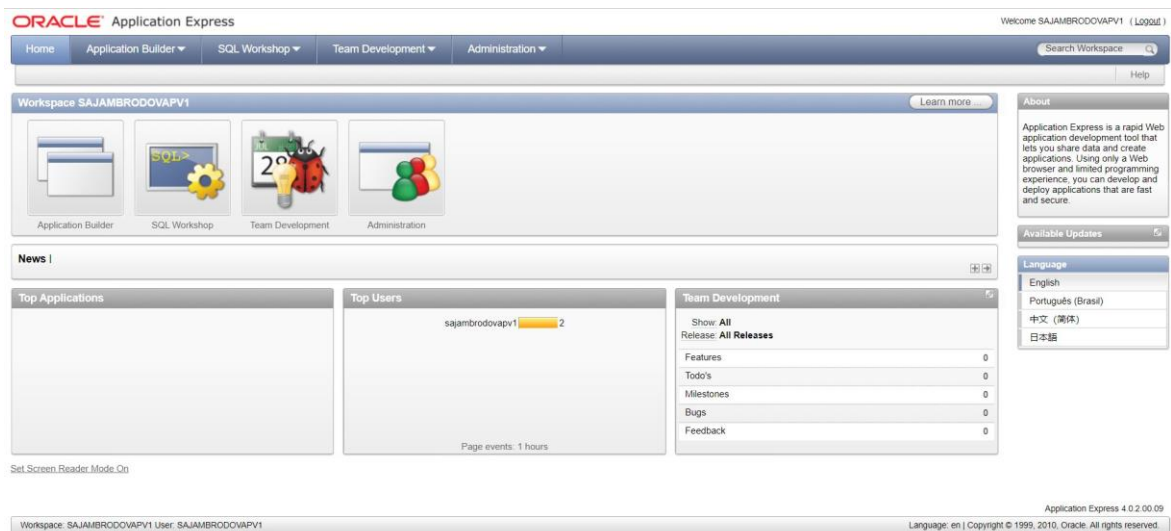 ORACLE® Application Express
Welcome SAJAMBRODOVAPV1 ( Logout )
Home Application Builder SQL Workshop Team Development Administration
Search Workspace
Help
Workspace SAJAMBRODOVAPV1
Learn more ...
SQL>
28
Application Builder SQL Workshop Team Development Administration
News |
Top Applications
Top Users
sajambrodovapv1 2
Page events: 1 hours
Team Development
Show: All
Release: All Releases
Features 0
Todo's 0
Milestones 0
Bugs 0
Feedback 0
About
Application Express is a rapid Web
application development tool that
lets you share data and create
applications. Using only a Web
browser and limited programming
experience, you can develop and
deploy applications that are fast
and secure.
Available Updates
Language
English
Português (Brasil)
中文 (简体)
日本語
Set Screen Reader Mode On
Application Express 4.0.2.00.09
Workspace: SAJAMBRODOVAPV1 User: SAJAMBRODOVAPV1
Language: en | Copyright © 1999, 2010, Oracle. All rights reserved.